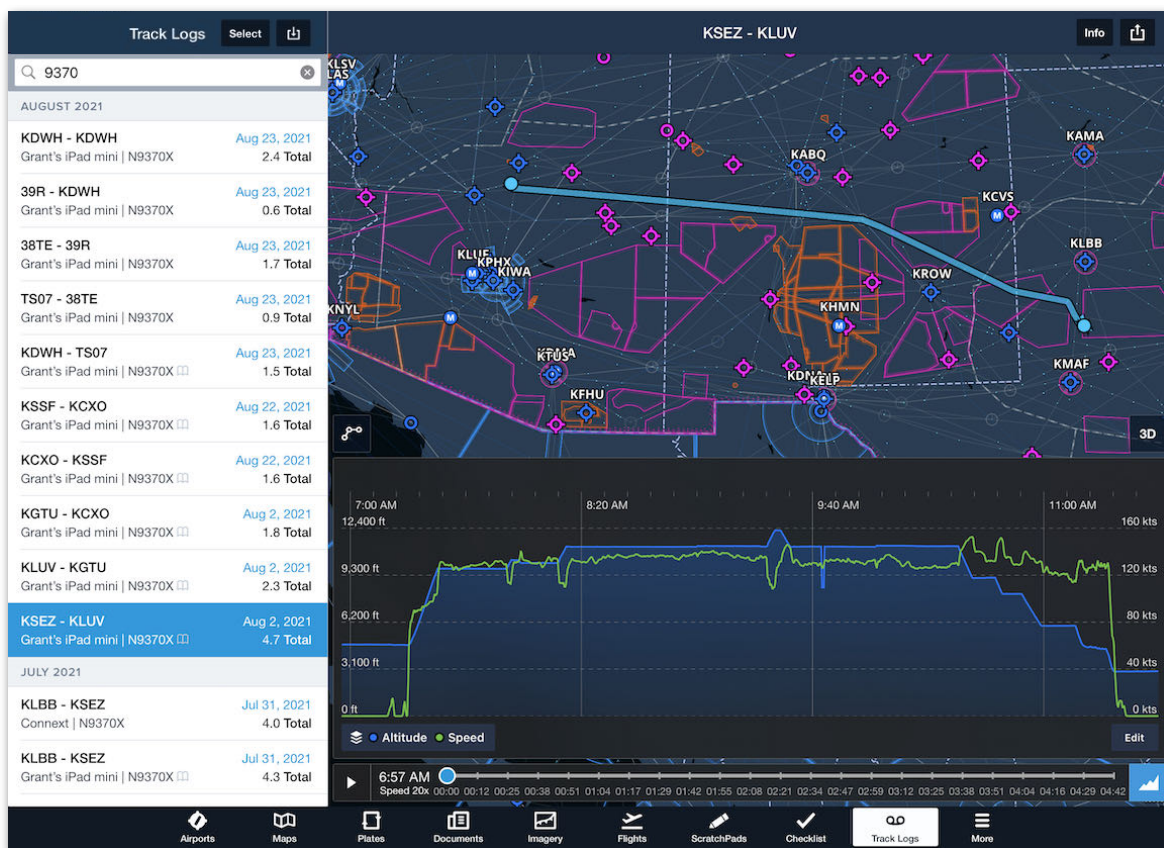 Track Logs
Select
KSEZ - KLUV
Info
9370
AUGUST 2021
KDWH - KDWH Aug 23, 2021
Grant's iPad mini | N9370X 2.4 Total
39R - KDWH Aug 23, 2021
Grant's iPad mini | N9370X 0.6 Total
38TE - 39R Aug 23, 2021
Grant's iPad mini | N9370X 1.7 Total
TS07 - 38TE Aug 23, 2021
Grant's iPad mini | N9370X 0.9 Total
KDWH - TS07 Aug 23, 2021
Grant's iPad mini | N9370X 1.5 Total
KSSF - KCXO Aug 22, 2021
Grant's iPad mini | N9370X 1.6 Total
KCXO - KSSF Aug 22, 2021
Grant's iPad mini | N9370X 1.6 Total
KGTU - KCXO Aug 2, 2021
Grant's iPad mini | N9370X 1.8 Total
KLUV - KGTU Aug 2, 2021
Grant's iPad mini | N9370X 2.3 Total
KSEZ - KLUV Aug 2, 2021
Grant's iPad mini | N9370X 4.7 Total
JULY 2021
KLBB - KSEZ Jul 31, 2021
Connext | N9370X 4.0 Total
KLBB - KSEZ Jul 31, 2021
Grant's iPad mini | N9370X 4.3 Total
KLSV
LAS
M
KAMA
KABQ
KCVS
M
KLUF
KPHX
M
KIWA
KLBB
KROW
KNYL
M
KHMN
M
KTUS
KMAF
KELP
KFHU
3D
7:00 AM 8:20 AM 9:40 AM 11:00 AM
12,400 ft 160 kts
9,300 ft 120 kts
6,200 ft 80 kts
3,100 ft 40 kts
0 ft 0 kts
Altitude Speed
Edit
6:57 AM
Speed 20x 00:00 00:12 00:25 00:38 00:51 01:04 01:17 01:29 01:42 01:55 02:08 02:21 02:34 02:47 02:59 03:12 03:25 03:38 03:51 04:04 04:16 04:29 04:42
Airports Maps Plates Documents Imagery Flights ScratchPads Checklist Track Logs More